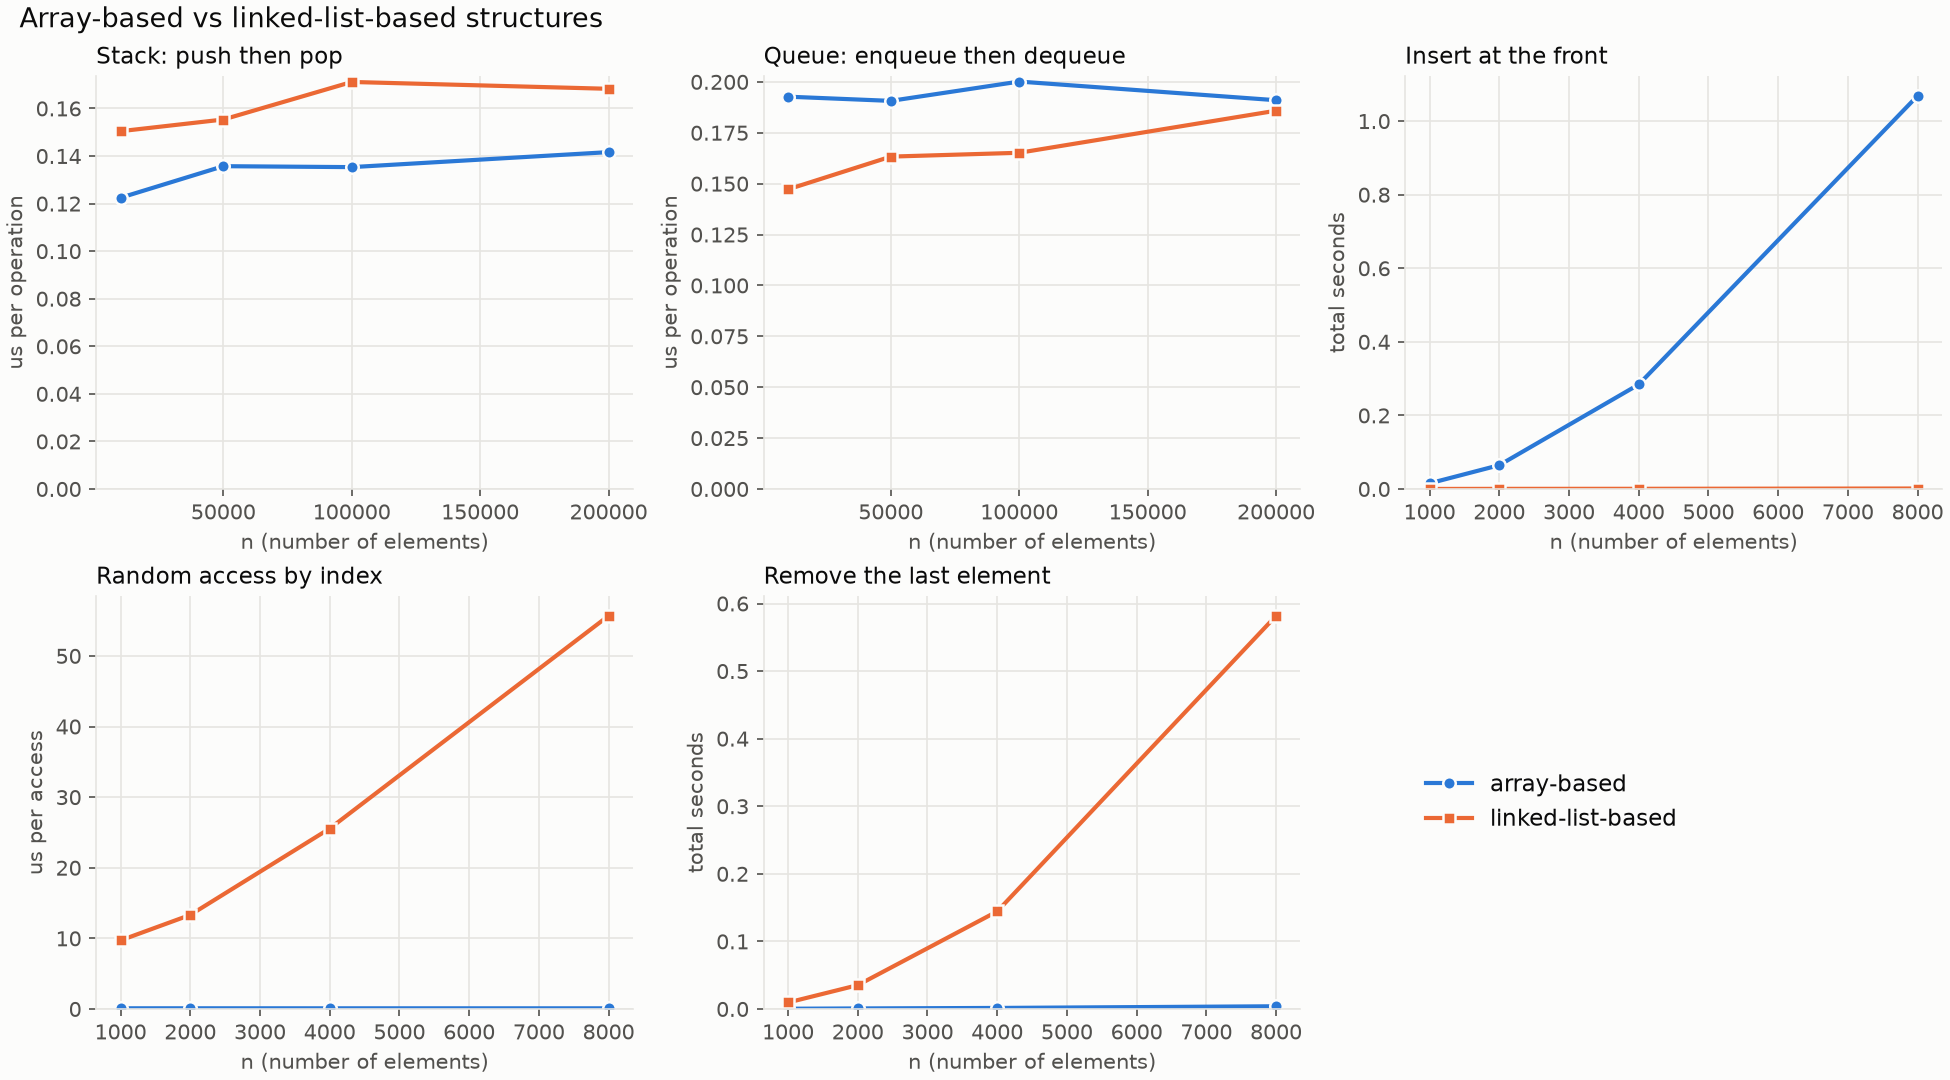 Array-based vs linked-list-based structures
Stack: push then pop
us per operation
0.16
0.14
0.12
0.10
0.08
0.06
0.04
0.02
0.00
50000 100000 150000 200000
n (number of elements)
Queue: enqueue then dequeue
us per operation
0.200
0.175
0.150
0.125
0.100
0.075
0.050
0.025
0.000
50000 100000 150000 200000
n (number of elements)
Insert at the front
total seconds
1.0
0.8
0.6
0.4
0.2
0.0
1000 2000 3000 4000 5000 6000 7000 8000
n (number of elements)
Random access by index
us per access
50
40
30
20
10
0
1000 2000 3000 4000 5000 6000 7000 8000
n (number of elements)
Remove the last element
total seconds
0.6
0.5
0.4
0.3
0.2
0.1
0.0
1000 2000 3000 4000 5000 6000 7000 8000
n (number of elements)
array-based
linked-list-based